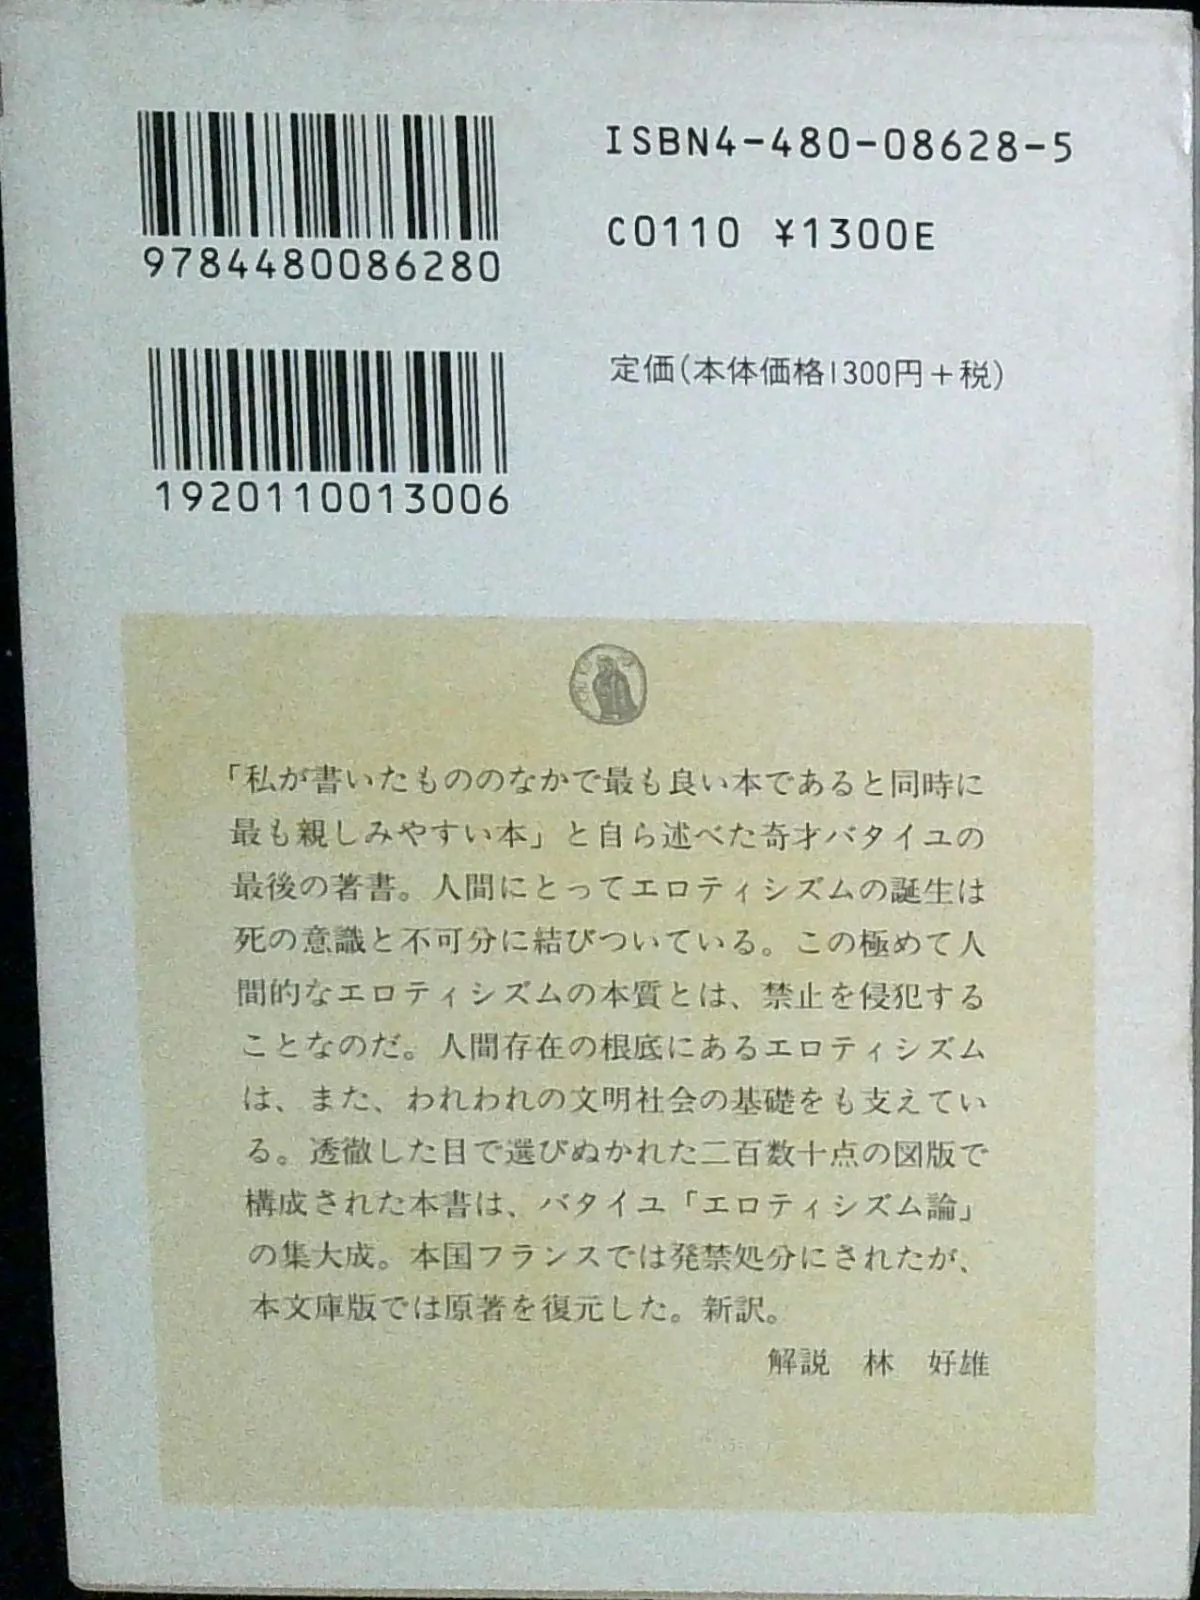 ISBN4-480-08628-5
C0110 ¥1300E
9784480086280
定価(本体価格1300円+税)
1920110013006
「私が書いたもののなかで最も良い本であると同時に
最も親しみやすい本」と自ら述べた奇才バタイユの
最後の著書。人間にとってエロティシズムの誕生は
死の意識と不可分に結びついている。この極めて人
間的なエロティシズムの本質とは、禁止を侵犯する
ことなのだ。人間存在の根底にあるエロティシズム
は、また、われわれの文明社会の基礎をも支えてい
る。透徹した目で選びぬかれた二百数十点の図版で
構成された本書は、バタイユ「エロティシズム論」
の集大成。本国フランスでは発禁処分にされたが、
本文庫版では原著を復元した。新訳。
解説 林 好雄